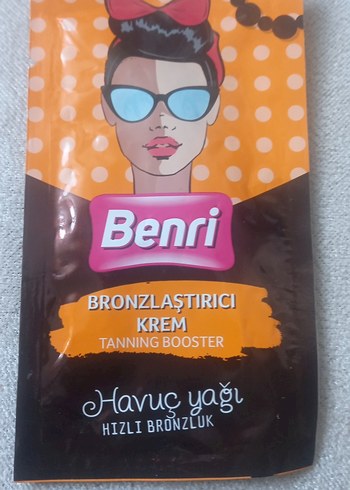 Benri
BRONZLAŞTIRICI
KREM
TANNING BOOSTER
Havuç yağı
HIZLI BRONZLUK